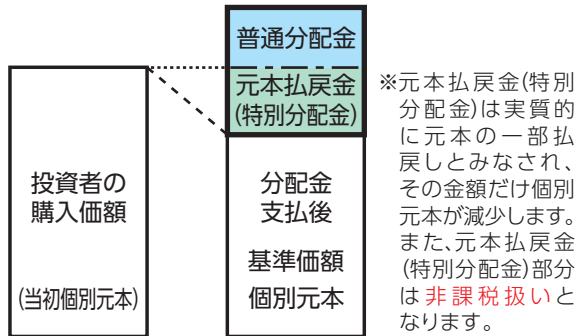 普通分配金
元本払戻金
(特別分配金)
投資者の
購入価額
(当初個別元本)
分配金
支払後
基準価額
個別元本
※元本払戻金(特別
分配金)は実質的
に元本の一部払
戻しとみなされ、
その金額だけ個別
元本が減少します。
また、元本払戻金
(特別分配金)部分
は非課税扱いと
なります。